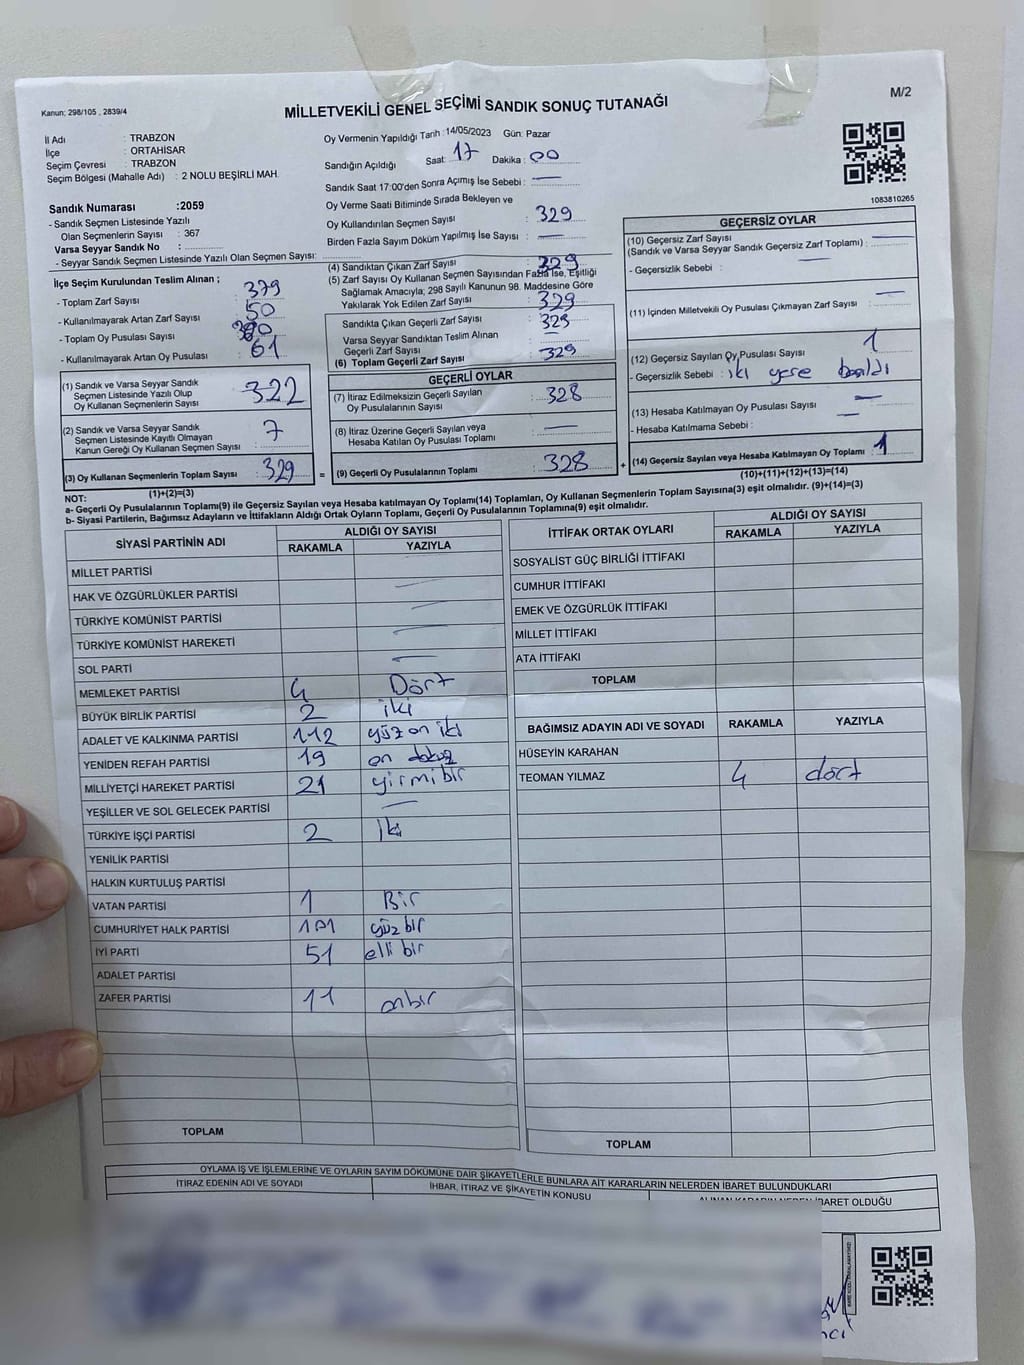 Kanun: 298/105 , 2839/4
MİLLETVEKİLİ GENEL SEÇİMİ SANDIK SONUÇ TUTANAĞI
M/2
İl Adı : TRABZON
İlçe : ORTAHİSAR
Seçim Çevresi : TRABZON
Seçim Bölgesi (Mahalle Adı) : 2 NOLU BEŞİRLİ MAH.
Oy Vermenin Yapıldığı Tarih : 14/05/2023 Gün: Pazar
Sandığın Açıldığı Saat: 17 Dakika : 00
Sandık Saat 17:00'den Sonra Açımış İse Sebebi : —
Oy Verme Saati Bitiminde Sırada Bekleyen ve
Oy Kullandırılan Seçmen Sayısı : 329
Birden Fazla Sayım Döküm Yapılmış İse Sayısı : —
1083810265
Sandık Numarası :2059
- Sandık Seçmen Listesinde Yazılı
Olan Seçmenlerin Sayısı : 367
Varsa Seyyar Sandık No :
- Seyyar Sandık Seçmen Listesinde Yazılı Olan Seçmen Sayısı:
İlçe Seçim Kurulundan Teslim Alınan ;
- Toplam Zarf Sayısı : 379
- Kullanılmayarak Artan Zarf Sayısı : 50
- Toplam Oy Pusulası Sayısı :
- Kullanılmayarak Artan Oy Pusulası : 61
(4) Sandıktan Çıkan Zarf Sayısı : 329
(5) Zarf Sayısı Oy Kullanan Seçmen Sayısından Fazla İse, Eşitliği
Sağlamak Amacıyla; 298 Sayılı Kanunun 98. Maddesine Göre
Yakılarak Yok Edilen Zarf Sayısı : 329
Sandıkta Çıkan Geçerli Zarf Sayısı : 329
Varsa Seyyar Sandıktan Teslim Alınan
Geçerli Zarf Sayısı : —
(6) Toplam Geçerli Zarf Sayısı : 329
GEÇERSİZ OYLAR
(10) Geçersiz Zarf Sayısı : —
(Sandık ve Varsa Seyyar Sandık Geçersiz Zarf Toplamı)
- Geçersizlik Sebebi : —
(11) İçinden Milletvekili Oy Pusulası Çıkmayan Zarf Sayısı : —
(12) Geçersiz Sayılan Oy Pusulası Sayısı : 1
- Geçersizlik Sebebi : iki yere basıldı
(13) Hesaba Katılmayan Oy Pusulası Sayısı : —
- Hesaba Katılmama Sebebi : —
(14) Geçersiz Sayılan veya Hesaba Katılmayan Oy Toplamı : 1
(10)+(11)+(12)+(13)=(14)
(1) Sandık ve Varsa Seyyar Sandık
Seçmen Listesinde Yazılı Olup
Oy Kullanan Seçmenlerin Sayısı : 322
(2) Sandık ve Varsa Seyyar Sandık
Seçmen Listesinde Kayıtlı Olmayan
Kanun Gereği Oy Kullanan Seçmen Sayısı : 7
(3) Oy Kullanan Seçmenlerin Toplam Sayısı : 329
(1)+(2)=(3)
GEÇERLİ OYLAR
(7) İtiraz Edilmeksizin Geçerli Sayılan
Oy Pusulalarının Sayısı : 328
(8) İtiraz Üzerine Geçerli Sayılan veya
Hesaba Katılan Oy Pusulası Toplamı : —
= (9) Geçerli Oy Pusulalarının Toplamı : 328 +
NOT:
a- Geçerli Oy Pusulalarının Toplamı(9) ile Geçersiz Sayılan veya Hesaba katılmayan Oy Toplamı(14) Toplamları, Oy Kullanan Seçmenlerin Toplam Sayısına(3) eşit olmalıdır. (9)+(14)=(3)
b- Siyasi Partilerin, Bağımsız Adayların ve İttifakların Aldığı Ortak Oyların Toplamı, Geçerli Oy Pusulalarının Toplamına(9) eşit olmalıdır.
SİYASİ PARTİNİN ADI ALDIĞI OY SAYISI
RAKAMLA YAZIYLA
MİLLET PARTİSİ
HAK VE ÖZGÜRLÜKLER PARTİSİ —
TÜRKİYE KOMÜNİST PARTİSİ —
TÜRKİYE KOMÜNİST HAREKETİ —
SOL PARTİ —
MEMLEKET PARTİSİ 4 Dört
BÜYÜK BİRLİK PARTİSİ 2 iki
ADALET VE KALKINMA PARTİSİ 112 yüz on iki
YENİDEN REFAH PARTİSİ 19 on dokuz
MİLLİYETÇİ HAREKET PARTİSİ 21 yirmi bir
YEŞİLLER VE SOL GELECEK PARTİSİ —
TÜRKİYE İŞÇİ PARTİSİ 2 İki
YENİLİK PARTİSİ
HALKIN KURTULUŞ PARTİSİ
VATAN PARTİSİ 1 Bir
CUMHURİYET HALK PARTİSİ 101 yüz bir
İYİ PARTİ 51 elli bir
ADALET PARTİSİ
ZAFER PARTİSİ 11 onbir
TOPLAM
İTTİFAK ORTAK OYLARI ALDIĞI OY SAYISI
RAKAMLA YAZIYLA
SOSYALİST GÜÇ BİRLİĞİ İTTİFAKI
CUMHUR İTTİFAKI
EMEK VE ÖZGÜRLÜK İTTİFAKI
MİLLET İTTİFAKI
ATA İTTİFAKI
TOPLAM
BAĞIMSIZ ADAYIN ADI VE SOYADI RAKAMLA YAZIYLA
HÜSEYİN KARAHAN
TEOMAN YILMAZ 4 dört
TOPLAM
OYLAMA İŞ VE İŞLEMLERİNE VE OYLARIN SAYIM DÖKÜMÜNE DAİR ŞİKAYETLERLE BUNLARA AİT KARARLARIN NELERDEN İBARET BULUNDUKLARI
İTİRAZ EDENİN ADI VE SOYADI İHBAR, İTİRAZ VE ŞİKAYETİN KONUSU ALINAN KARARIN NEDEN İBARET OLDUĞU